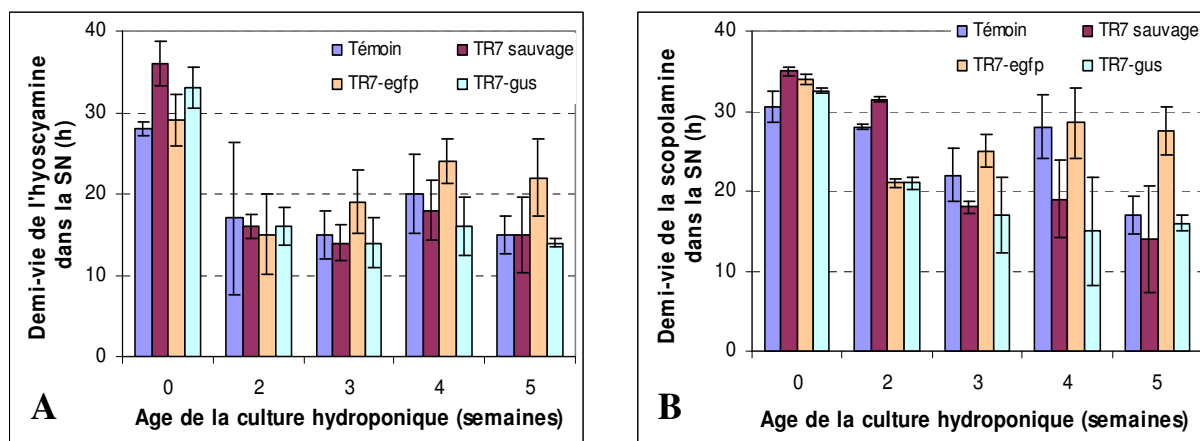 Demi-vie de l'hyoscyamine
dans la SN (h)
40
30
20
10
0
Témoin
TR7 sauvage
TR7-egfp
TR7-gus
0 2 3 4 5
Age de la culture hydroponique (semaines)
A
Demi-vie de la scopolamine
dans la SN (h)
40
30
20
10
0
Témoin
TR7 sauvage
TR7-egfp
TR7-gus
0 2 3 4 5
Age de la culture hydroponique (semaines)
B